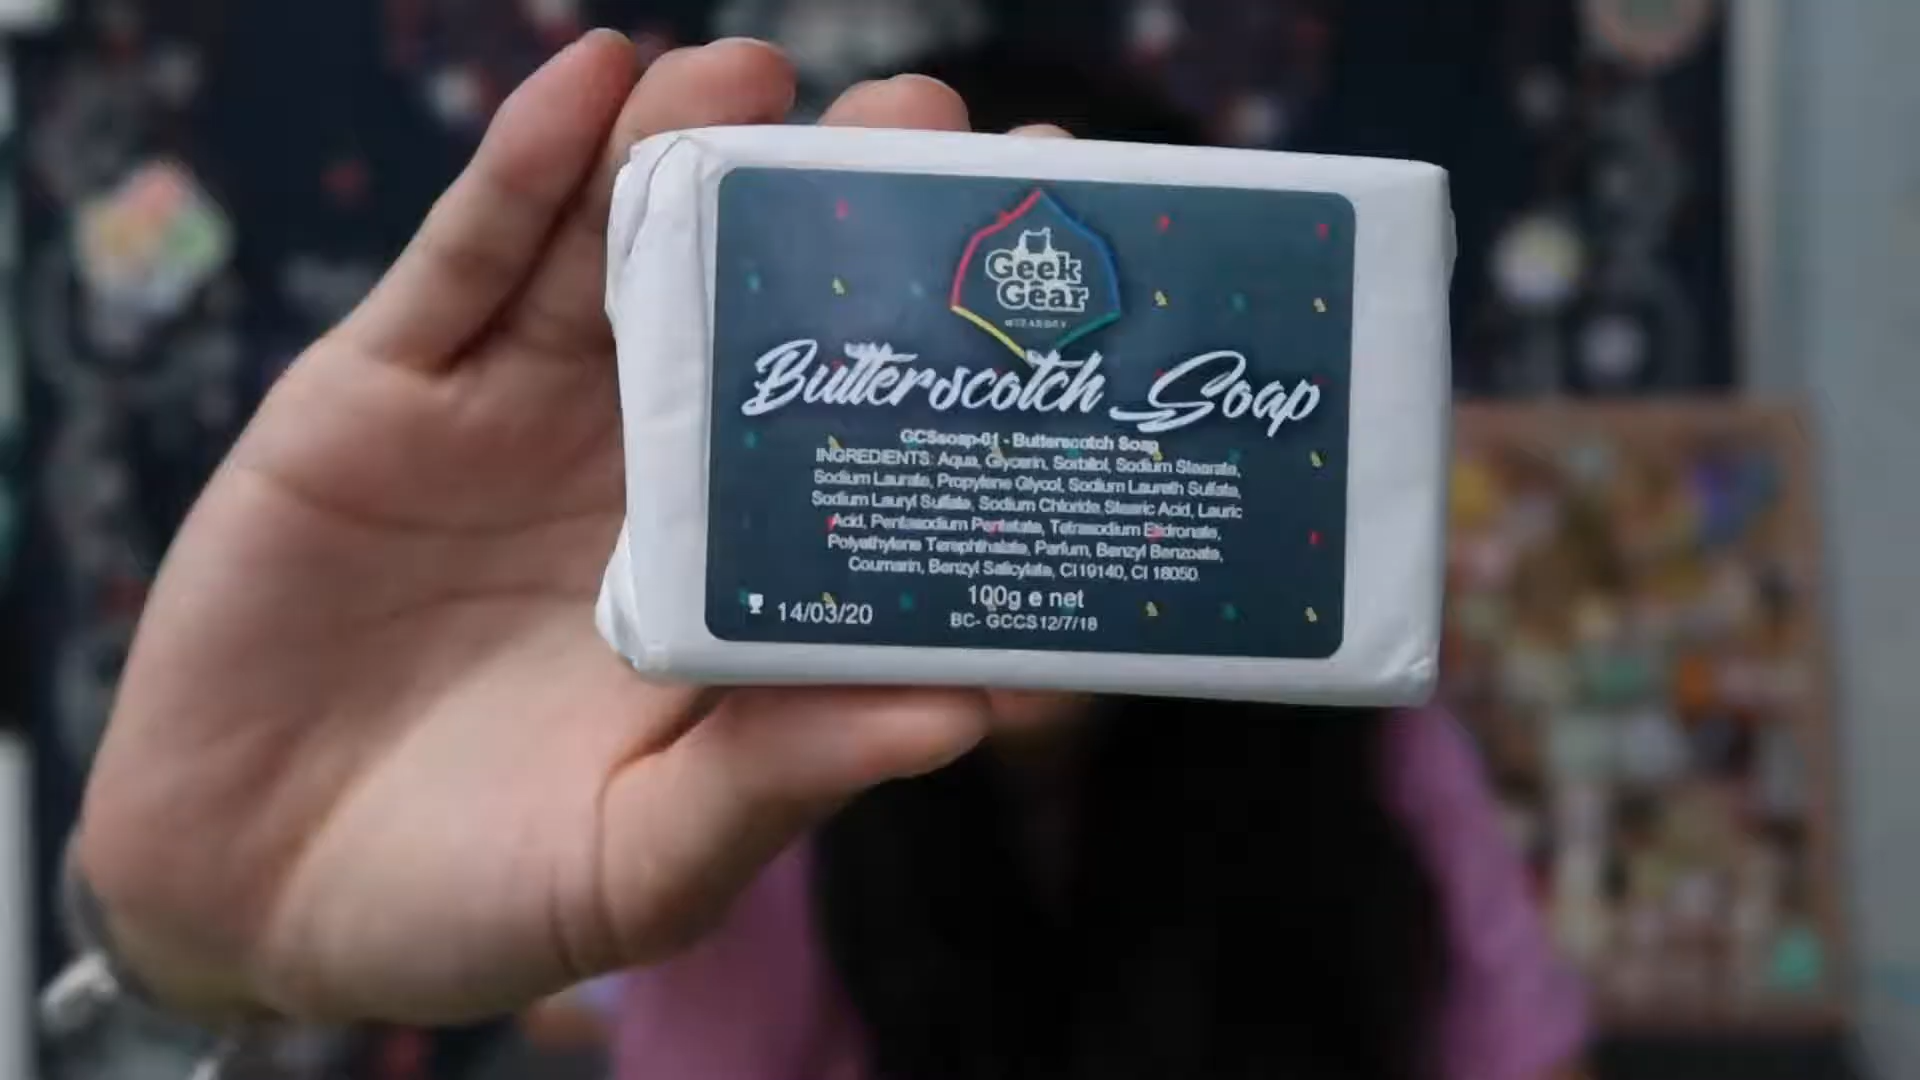 Geek
Gear
WIZARDRY
Butterscotch Soap
GCSsoap-01 - Butterscotch Soap
INGREDIENTS: Aqua, Glycerin, Sorbitol, Sodium Stearate,
Sodium Laurate, Propylene Glycol, Sodium Laureth Sulfate,
Sodium Lauryl Sulfate, Sodium Chloride, Stearic Acid, Lauric
Acid, Pentasodium Pentetate, Tetrasodium Etidronate,
Polyethylene Terephthalate, Parfum, Benzyl Benzoate,
Coumarin, Benzyl Salicylate, CI19140, CI 18050.
100g e net
14/03/20
BC- GCCS12/7/18